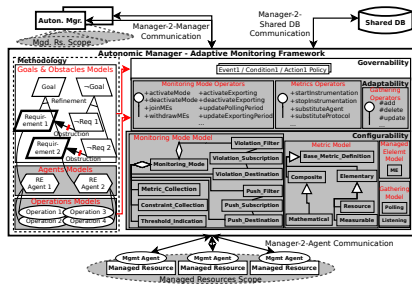 Auton. Mgr.
Mgd. Rs. Scope
Manager-2-Manager
Communication
Manager-2-
Shared DB
Communication
Shared DB
Autonomic Manager - Adaptive Monitoring Framework
Methodology
Goals & Obstacles Models
Goal
¬Goal
Refinement
Requir-
ement 1
¬Req 1
Obstruction
Requir-
ement 2
¬Req 2
Obstruction
Agents Models
RE
Agent 1
RE
Agent 2
Operations Models
Operation 1
Operation 3
Operation 2
Operation 4
Governability
Event1 / Condition1 / Action1 Policy
Adaptability
Monitoring Mode Operators
+activateMode
+activateExporting
+deactivateMode
+deactivateExporting
+joinMEs
+updatePollingPeriod
+withdrawMEs
+updateExportingPeriod
...
Metrics Operators
+startInstrumentation
+stopInstrumentation
+substituteAgent
+substituteProtocol
...
Gathering
Operators
#add
#delete
#update
Configurability
Monitoring Mode Model
Monitoring_Mode
Violation_Filter
Violation_Subscription
Violation_Destination
Metric_Collection
Constraint_Collection
Threshold_Indication
Push_Filter
Push_Subscription
Push_Destination
Metric Model
Base_Metric_Definition
Composite
Elementary
Resource
Mathematical
Measurable
Managed
Element
Model
ME
Gathering
Model
Polling
Listening
Manager-2-Agent Communication
Mgmt Agent
Mgmt Agent
Mgmt Agent
Managed Resource
Managed Resource
Managed Resource
Managed Resources Scope